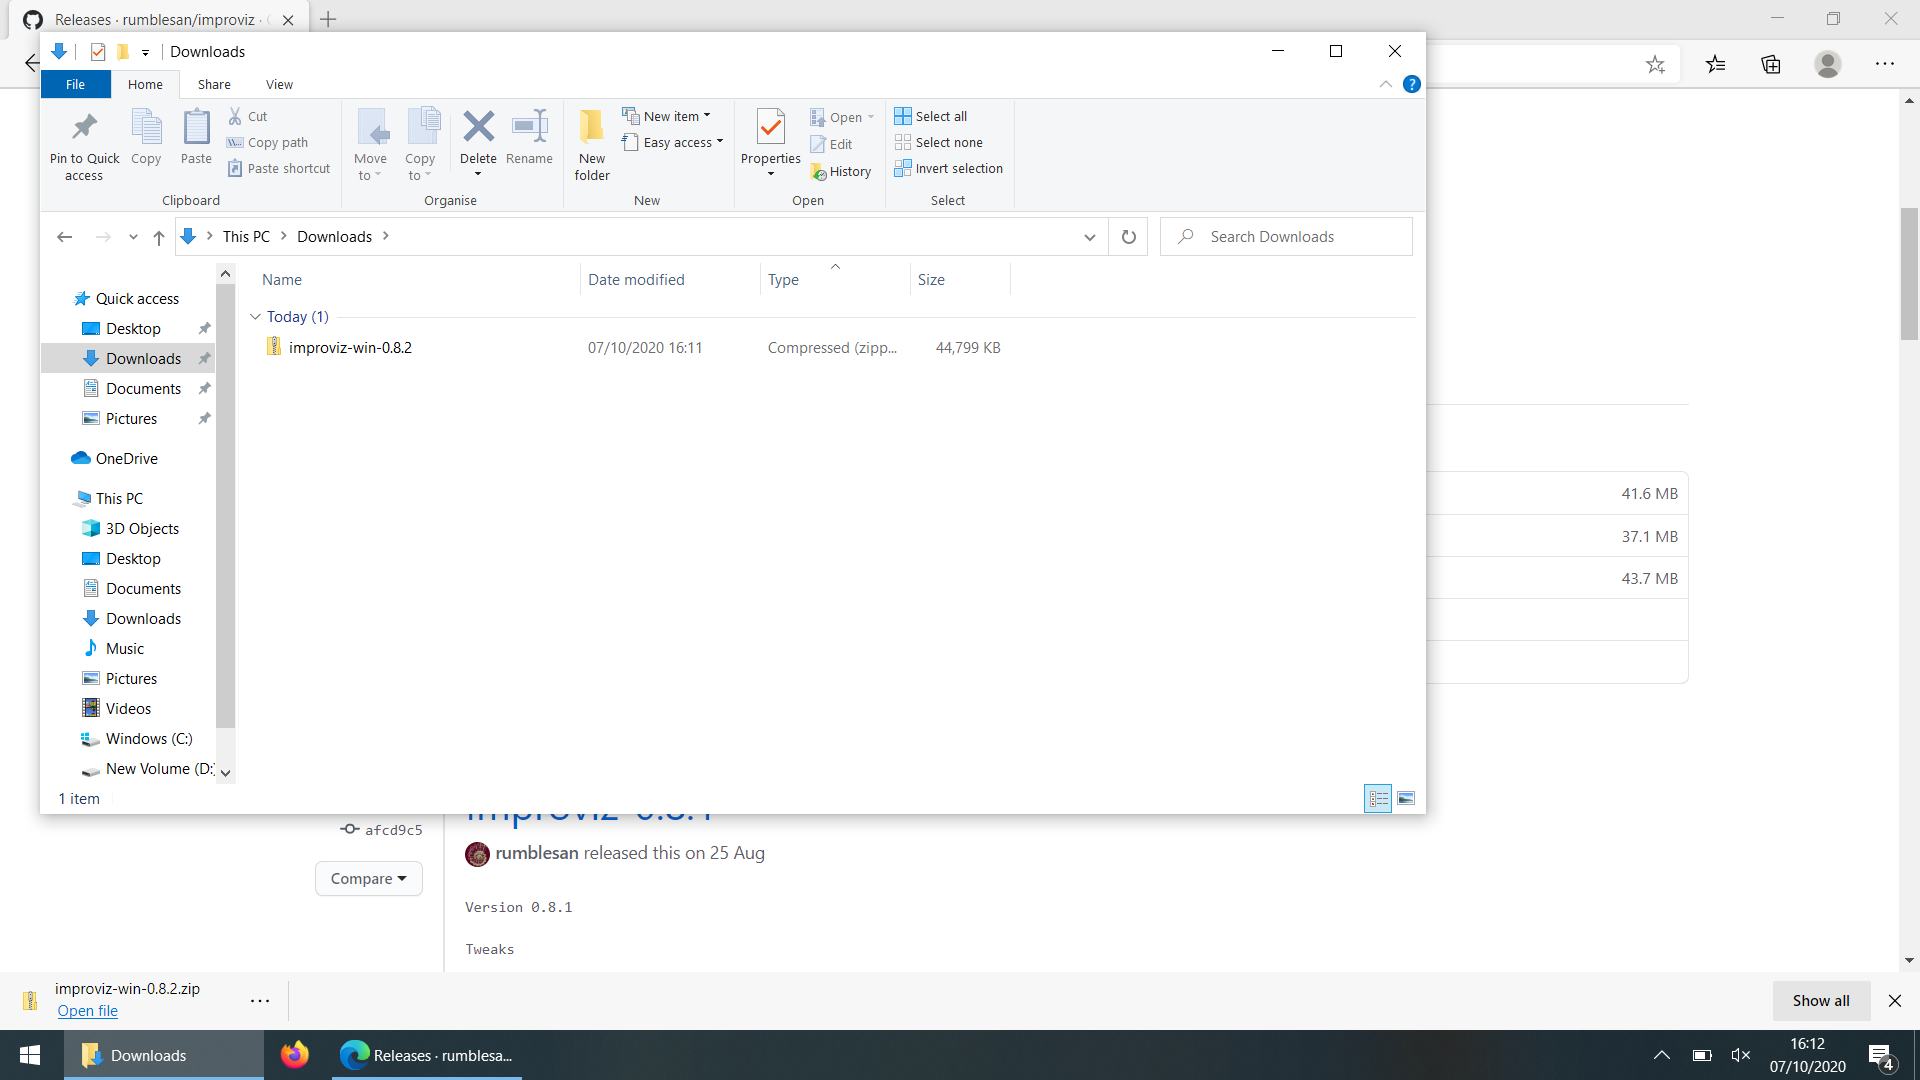 Releases · rumblesan/improviz ·
Downloads
File
Home
Share
View
Pin to Quick access
Copy
Paste
Cut
Copy path
Paste shortcut
Clipboard
Move to
Copy to
Delete
Rename
Organise
New folder
New item
Easy access
New
Properties
Open
Edit
History
Open
Select all
Select none
Invert selection
Select
This PC
Downloads
Search Downloads
Name
Date modified
Type
Size
Today (1)
improviz-win-0.8.2
07/10/2020 16:11
Compressed (zipp...
44,799 KB
Quick access
Desktop
Downloads
Documents
Pictures
OneDrive
This PC
3D Objects
Desktop
Documents
Downloads
Music
Pictures
Videos
Windows (C:)
New Volume (D:)
1 item
41.6 MB
37.1 MB
43.7 MB
afcd9c5
Compare
improviz-0.8.1
rumblesan released this on 25 Aug
Version 0.8.1
Tweaks
improviz-win-0.8.2.zip
Open file
Show all
Downloads
Releases · rumblesa...
16:12
07/10/2020
4